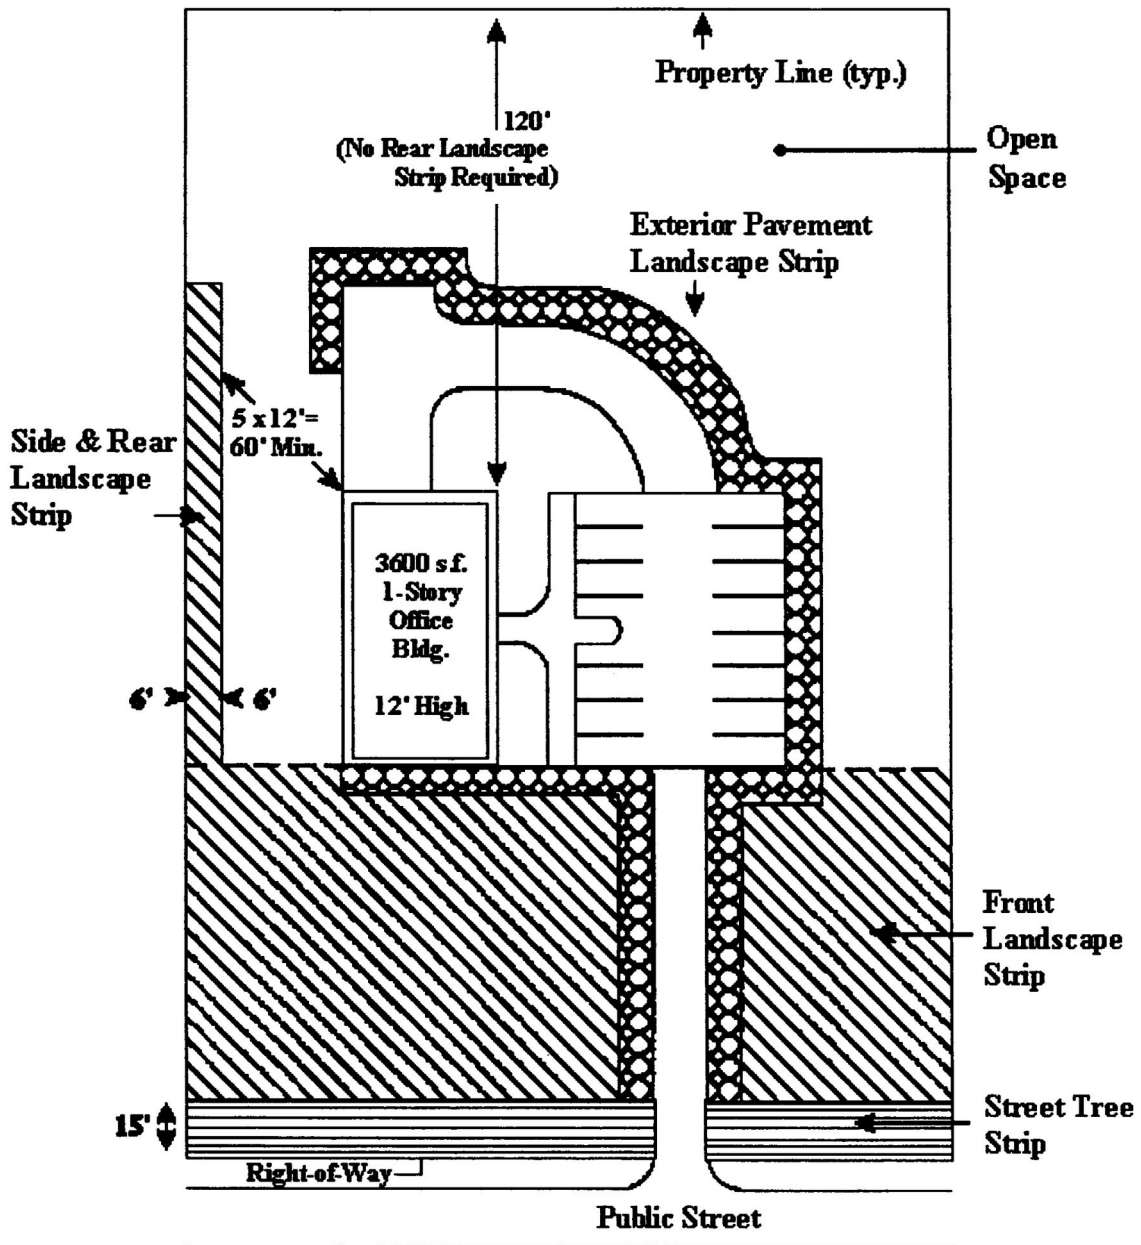 Property Line (typ.)
120'
(No Rear Landscape
Strip Required)
Open
Space
Exterior Pavement
Landscape Strip
5 x 12'=
60' Min.
Side & Rear
Landscape
Strip
3600 s.f.
1-Story
Office
Bldg.
12' High
6'
6'
Front
Landscape
Strip
Street Tree
Strip
15'
Right-of-Way
Public Street